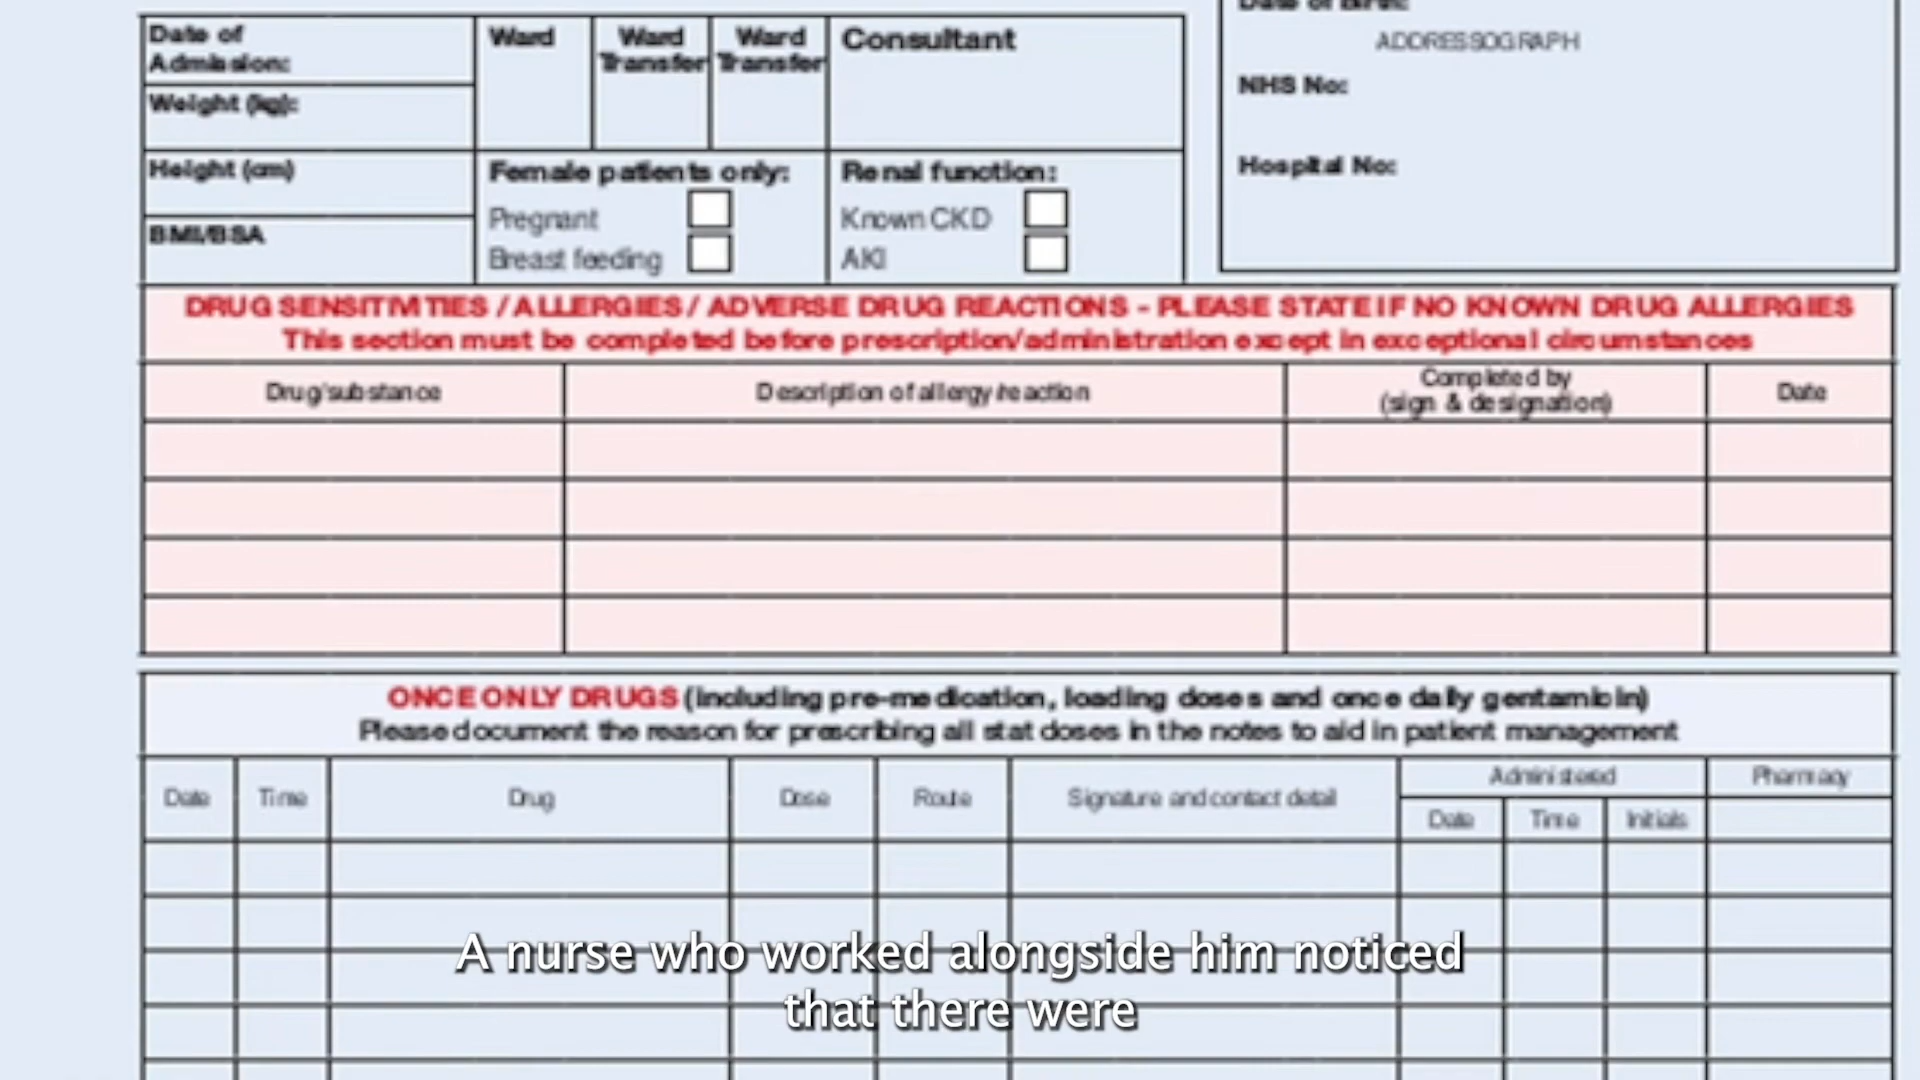 Date of Birth:
ADDRESSOGRAPH
NHS No:
Hospital No:
Date of
Admission:
Ward
Ward
Transfer
Ward
Transfer
Consultant
Weight (kg):
Height (cm)
BMI/BSA
Female patients only:
Pregnant
Breast feeding
Renal function:
Known CKD
AKI
DRUG SENSITIVITIES / ALLERGIES / ADVERSE DRUG REACTIONS - PLEASE STATE IF NO KNOWN DRUG ALLERGIES
This section must be completed before prescription/administration except in exceptional circumstances
Drug/substance
Description of allergy/reaction
Completed by
(sign & designation)
Date
ONCE ONLY DRUGS (including pre-medication, loading doses and once daily gentamicin)
Please document the reason for prescribing all stat doses in the notes to aid in patient management
Date
Time
Drug
Dose
Route
Signature and contact detail
Administered
Date
Time
Initials
Pharmacy
A nurse who worked alongside him noticed
that there were